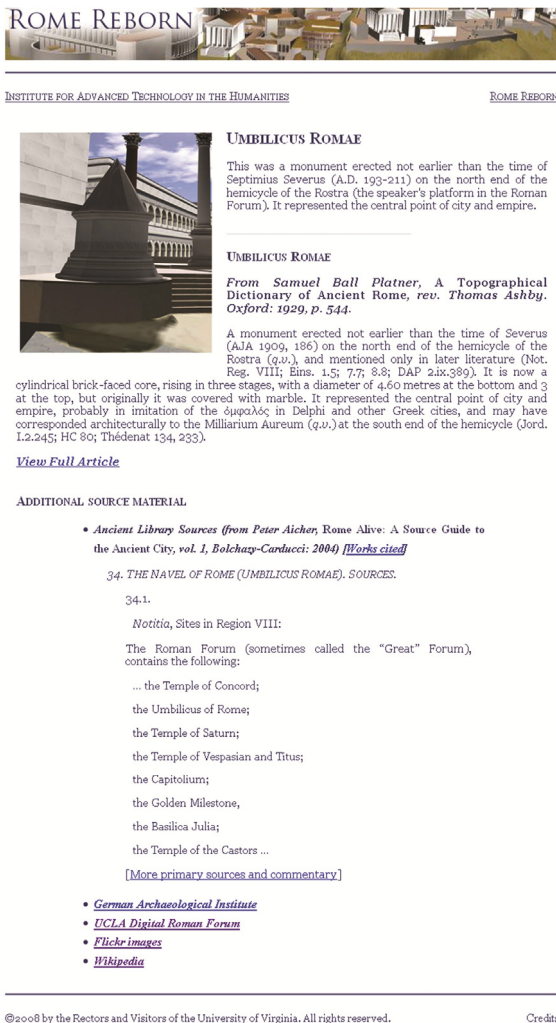 ROME REBORN
INSTITUTE FOR ADVANCED TECHNOLOGY IN THE HUMANITIES
ROME REBORN
UMBILICUS ROMAE
This was a monument erected not earlier than the time of
Septimius Severus (A.D. 193-211) on the north end of the
hemicycle of the Rostra (the speaker's platform in the Roman
Forum). It represented the central point of city and empire.
UMBILICUS ROMAE
From Samuel Ball Platner, A Topographical
Dictionary of Ancient Rome, rev. Thomas Ashby.
Oxford: 1929, p. 544.
A monument erected not earlier than the time of Severus
(AJA 1909, 186) on the north end of the hemicycle of the
Rostra (q.v.), and mentioned only in later literature (Not.
Reg. VIII; Eins. 1.5; 7.7; 8.8; DAP 2.ix.389). It is now a
cylindrical brick-faced core, rising in three stages, with a diameter of 4.60 metres at the bottom and 3
at the top, but originally it was covered with marble. It represented the central point of city and
empire, probably in imitation of the ὀμφαλός in Delphi and other Greek cities, and may have
corresponded architecturally to the Milliarium Aureum (q.v.) at the south end of the hemicycle (Jord.
I.2.245; HC 80; Thédenat 134, 233).
View Full Article
ADDITIONAL SOURCE MATERIAL
• Ancient Library Sources (from Peter Aicher, Rome Alive: A Source Guide to
the Ancient City, vol. 1, Bolchazy-Carducci: 2004) [Works cited]
34. THE NAVEL OF ROME (UMBILICUS ROMAE). SOURCES.
34.1.
Notitia, Sites in Region VIII:
The Roman Forum (sometimes called the “Great” Forum),
contains the following:
... the Temple of Concord;
the Umbilicus of Rome;
the Temple of Saturn;
the Temple of Vespasian and Titus;
the Capitolium;
the Golden Milestone,
the Basilica Julia;
the Temple of the Castors ...
[More primary sources and commentary]
• German Archaeological Institute
• UCLA Digital Roman Forum
• Flickr images
• Wikipedia
©2008 by the Rectors and Visitors of the University of Virginia. All rights reserved.
Credits